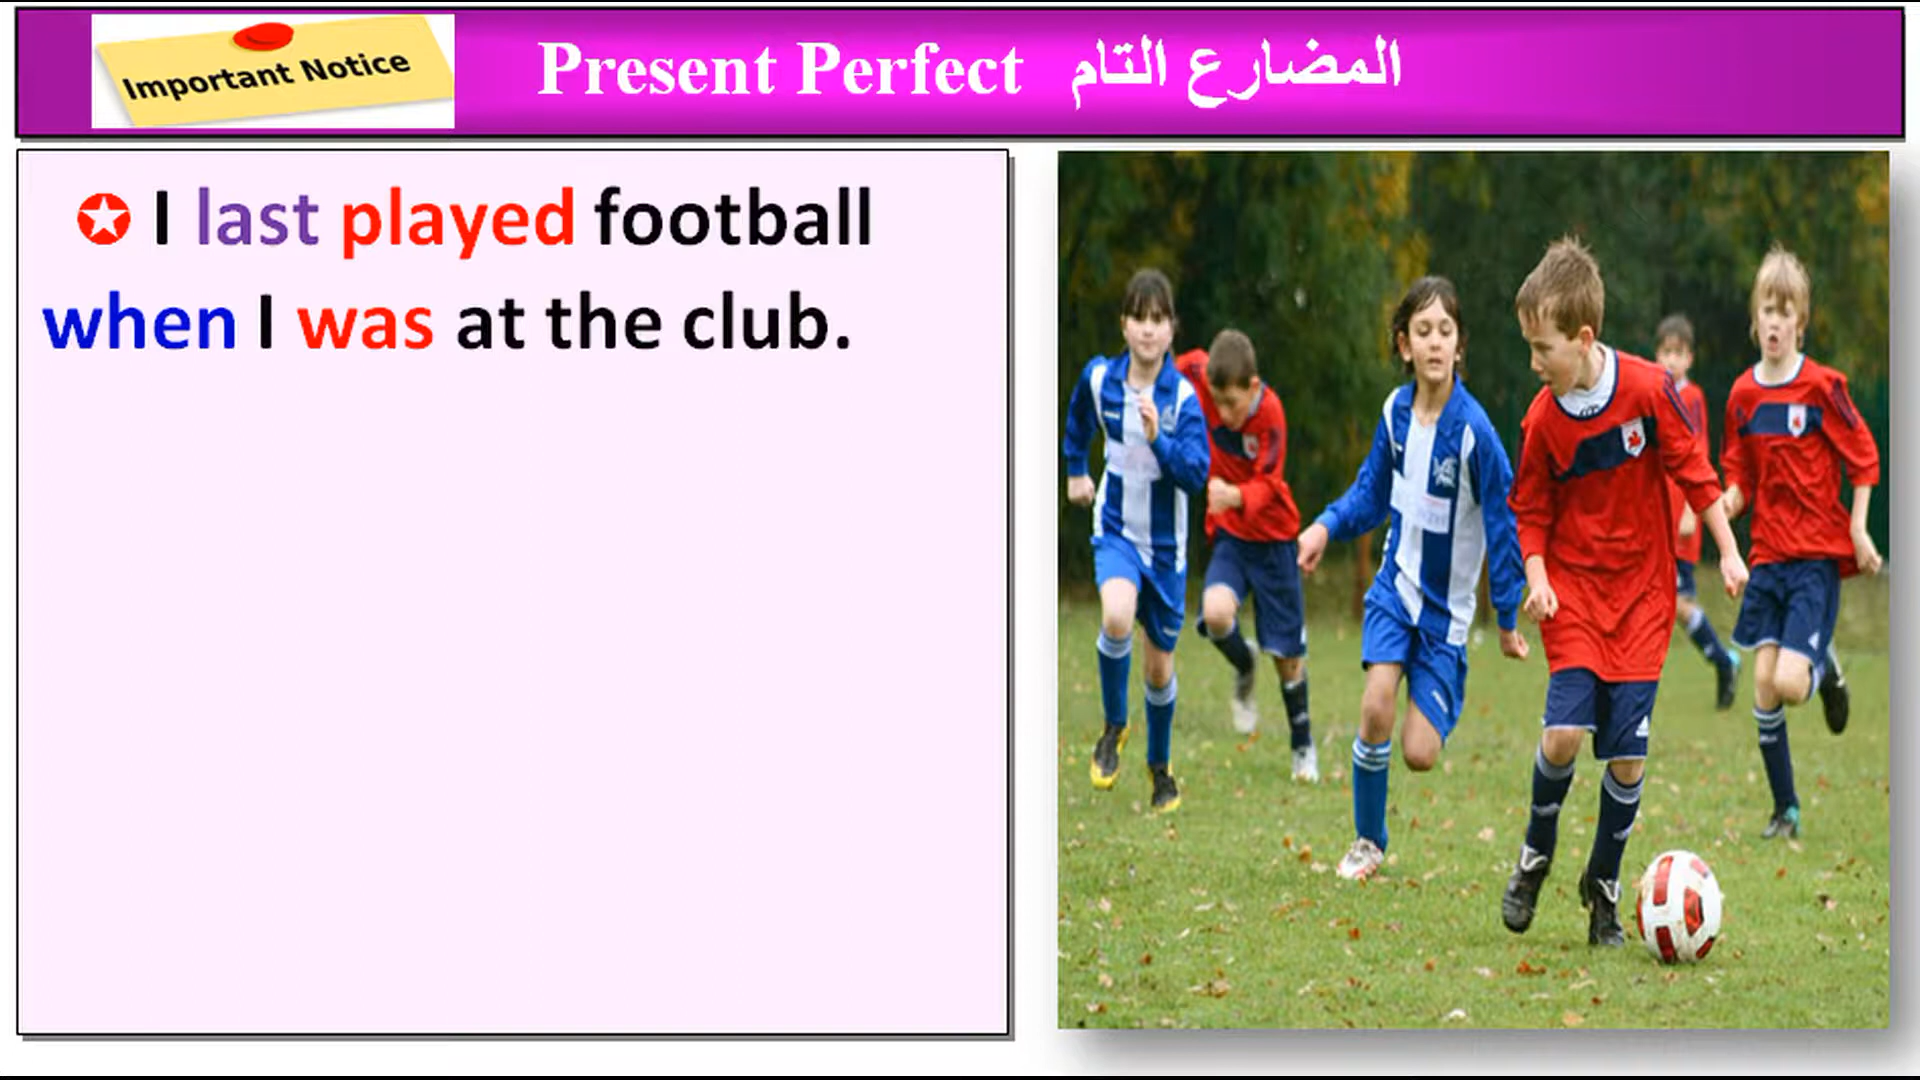 Important Notice
Present Perfect المضارع التام
✪ I last played football
when I was at the club.